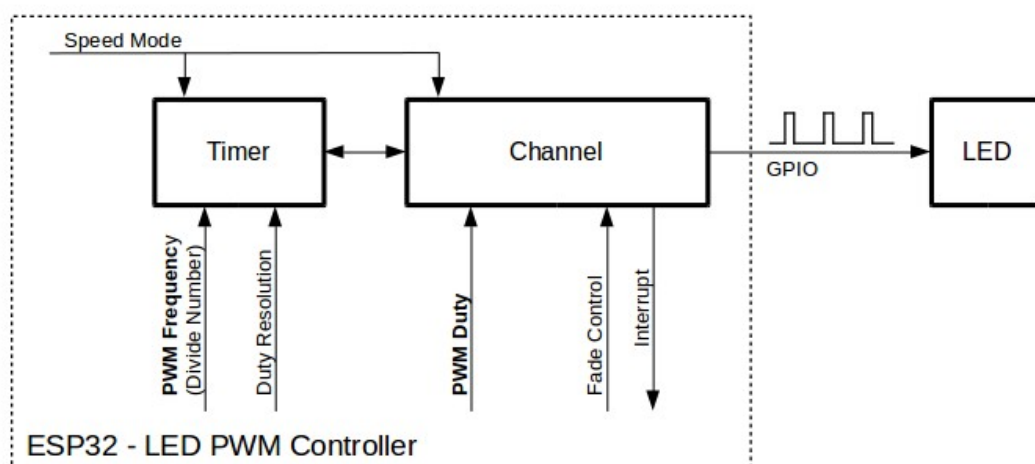 Speed Mode
Timer
Channel
GPIO
LED
PWM Frequency
(Divide Number)
Duty Resolution
PWM Duty
Fade Control
Interrupt
ESP32 - LED PWM Controller